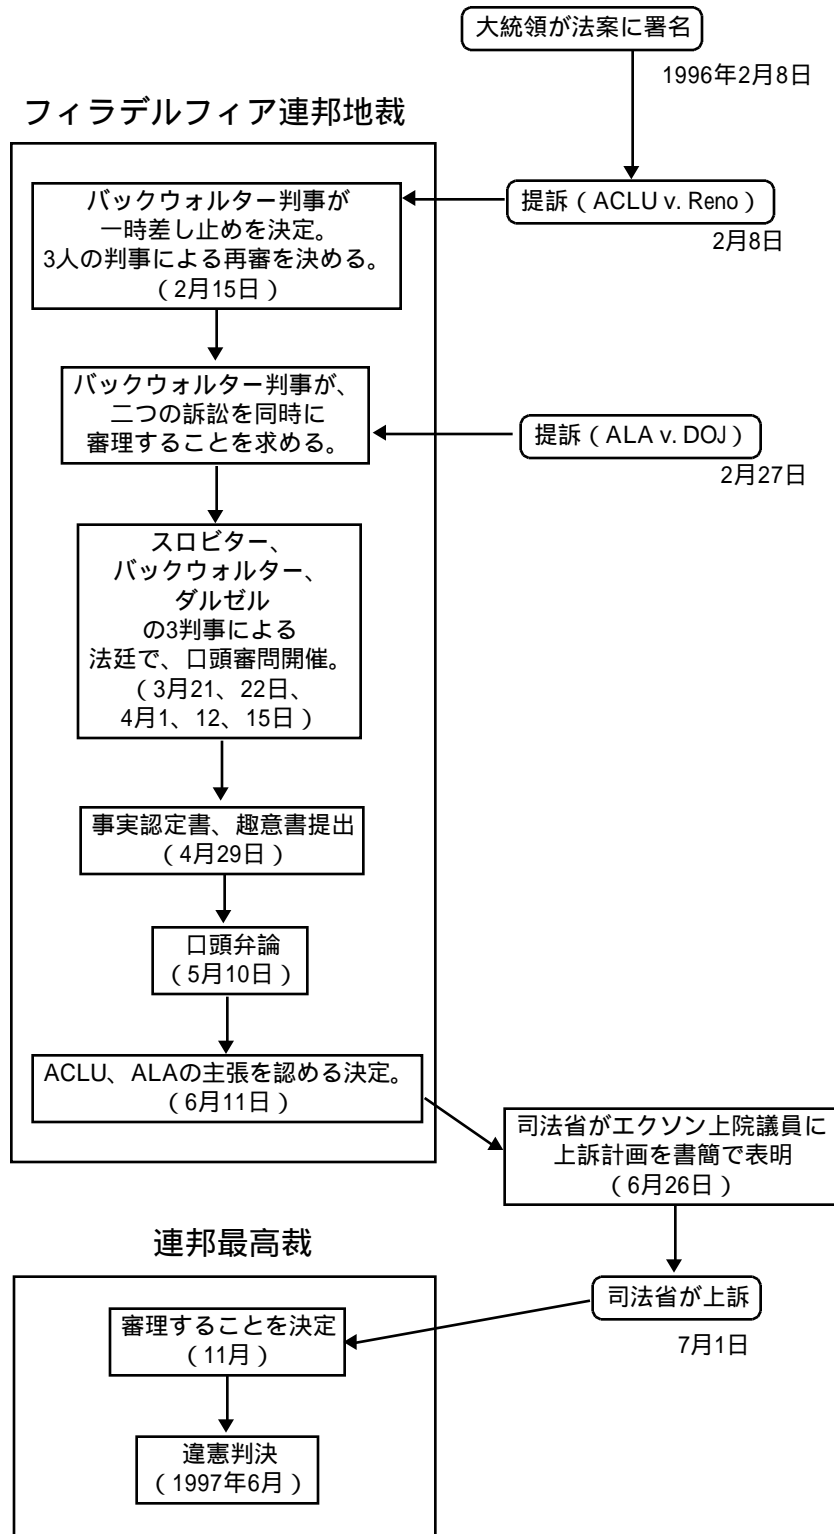 大統領が法案に署名
1996年2月8日
フィラデルフィア連邦地裁
提訴（ACLU v. Reno）
2月8日
バックウォルター判事が
一時差し止めを決定。
3人の判事による再審を決める。
（2月15日）
バックウォルター判事が、
二つの訴訟を同時に
審理することを求める。
提訴（ALA v. DOJ）
2月27日
スロビター、
バックウォルター、
ダルゼル
の3判事による
法廷で、口頭審問開催。
（3月21、22日、
4月1、12、15日）
事実認定書、趣意書提出
（4月29日）
口頭弁論
（5月10日）
ACLU、ALAの主張を認める決定。
（6月11日）
司法省がエクソン上院議員に
上訴計画を書簡で表明
（6月26日）
司法省が上訴
7月1日
連邦最高裁
審理することを決定
（11月）
違憲判決
（1997年6月）